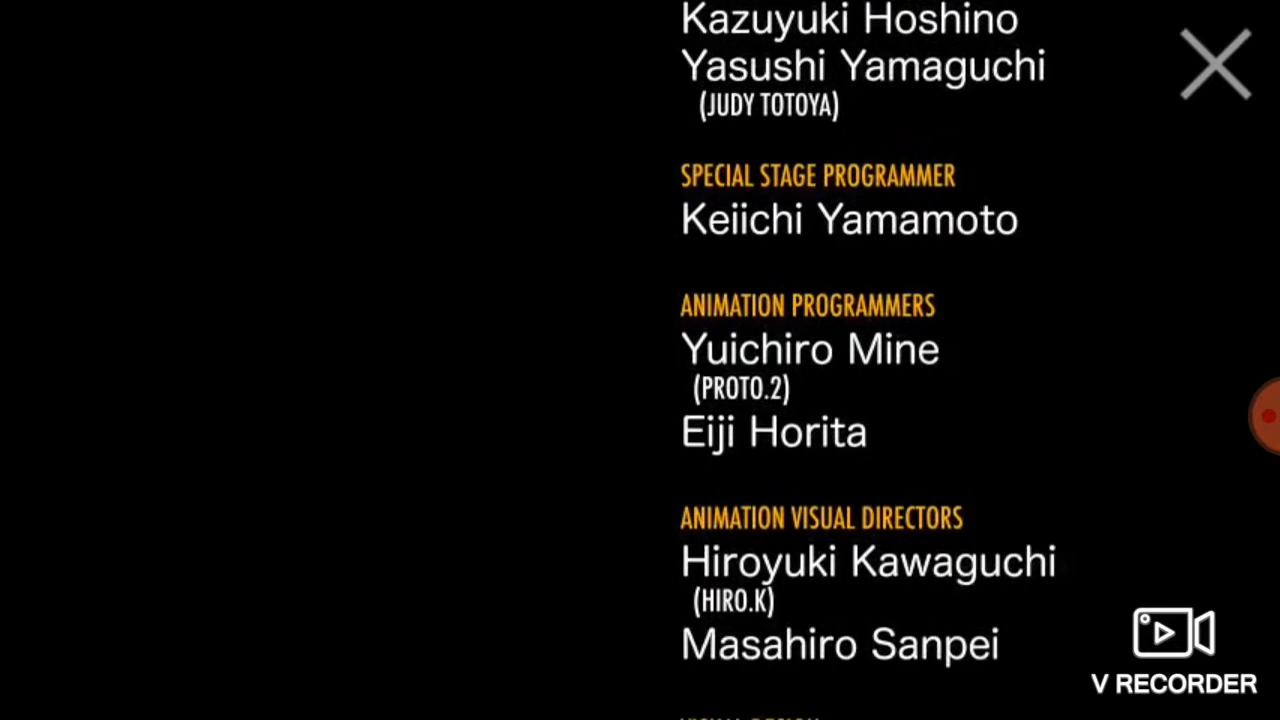 Kazuyuki Hoshino
Yasushi Yamaguchi
(JUDY TOTOYA)
SPECIAL STAGE PROGRAMMER
Keiichi Yamamoto
ANIMATION PROGRAMMERS
Yuichiro Mine
(PROTO.2)
Eiji Horita
ANIMATION VISUAL DIRECTORS
Hiroyuki Kawaguchi
(HIRO.K)
Masahiro Sanpei
V RECORDER